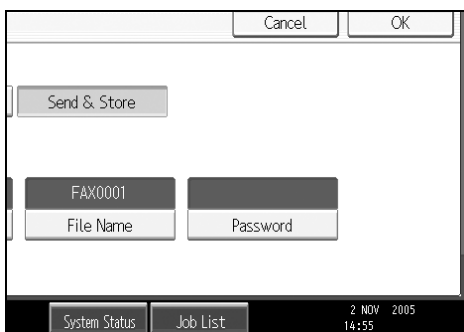 Cancel OK
Send & Store
FAX0001
File Name Password
System Status Job List 2 NOV 2005
14:55